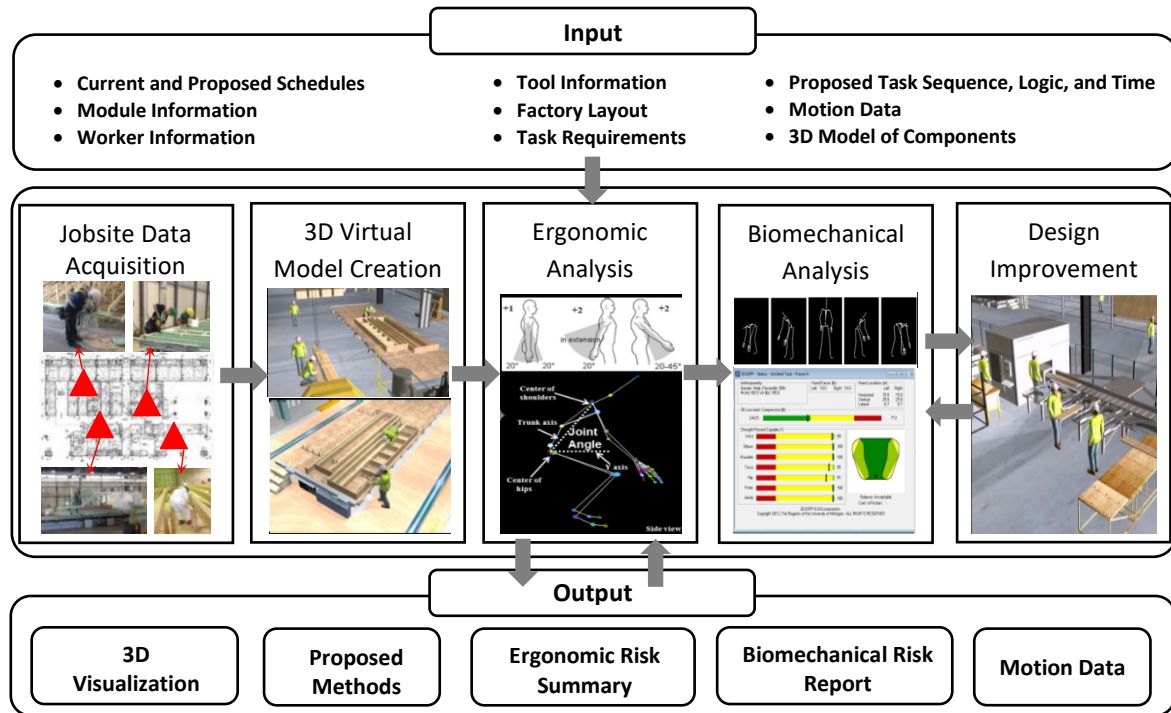 Input
• Current and Proposed Schedules
• Module Information
• Worker Information
• Tool Information
• Factory Layout
• Task Requirements
• Proposed Task Sequence, Logic, and Time
• Motion Data
• 3D Model of Components
Jobsite Data
Acquisition
3D Virtual
Model Creation
Ergonomic
Analysis
+1
+2
+2
in extension
20°
20°
20°
20-45°
Center of
shoulders
Trunk axis
Joint
Angle
Y axis
Center of
hips
Side view
Biomechanical
Analysis
Design
Improvement
Output
3D
Visualization
Proposed
Methods
Ergonomic Risk
Summary
Biomechanical Risk
Report
Motion Data